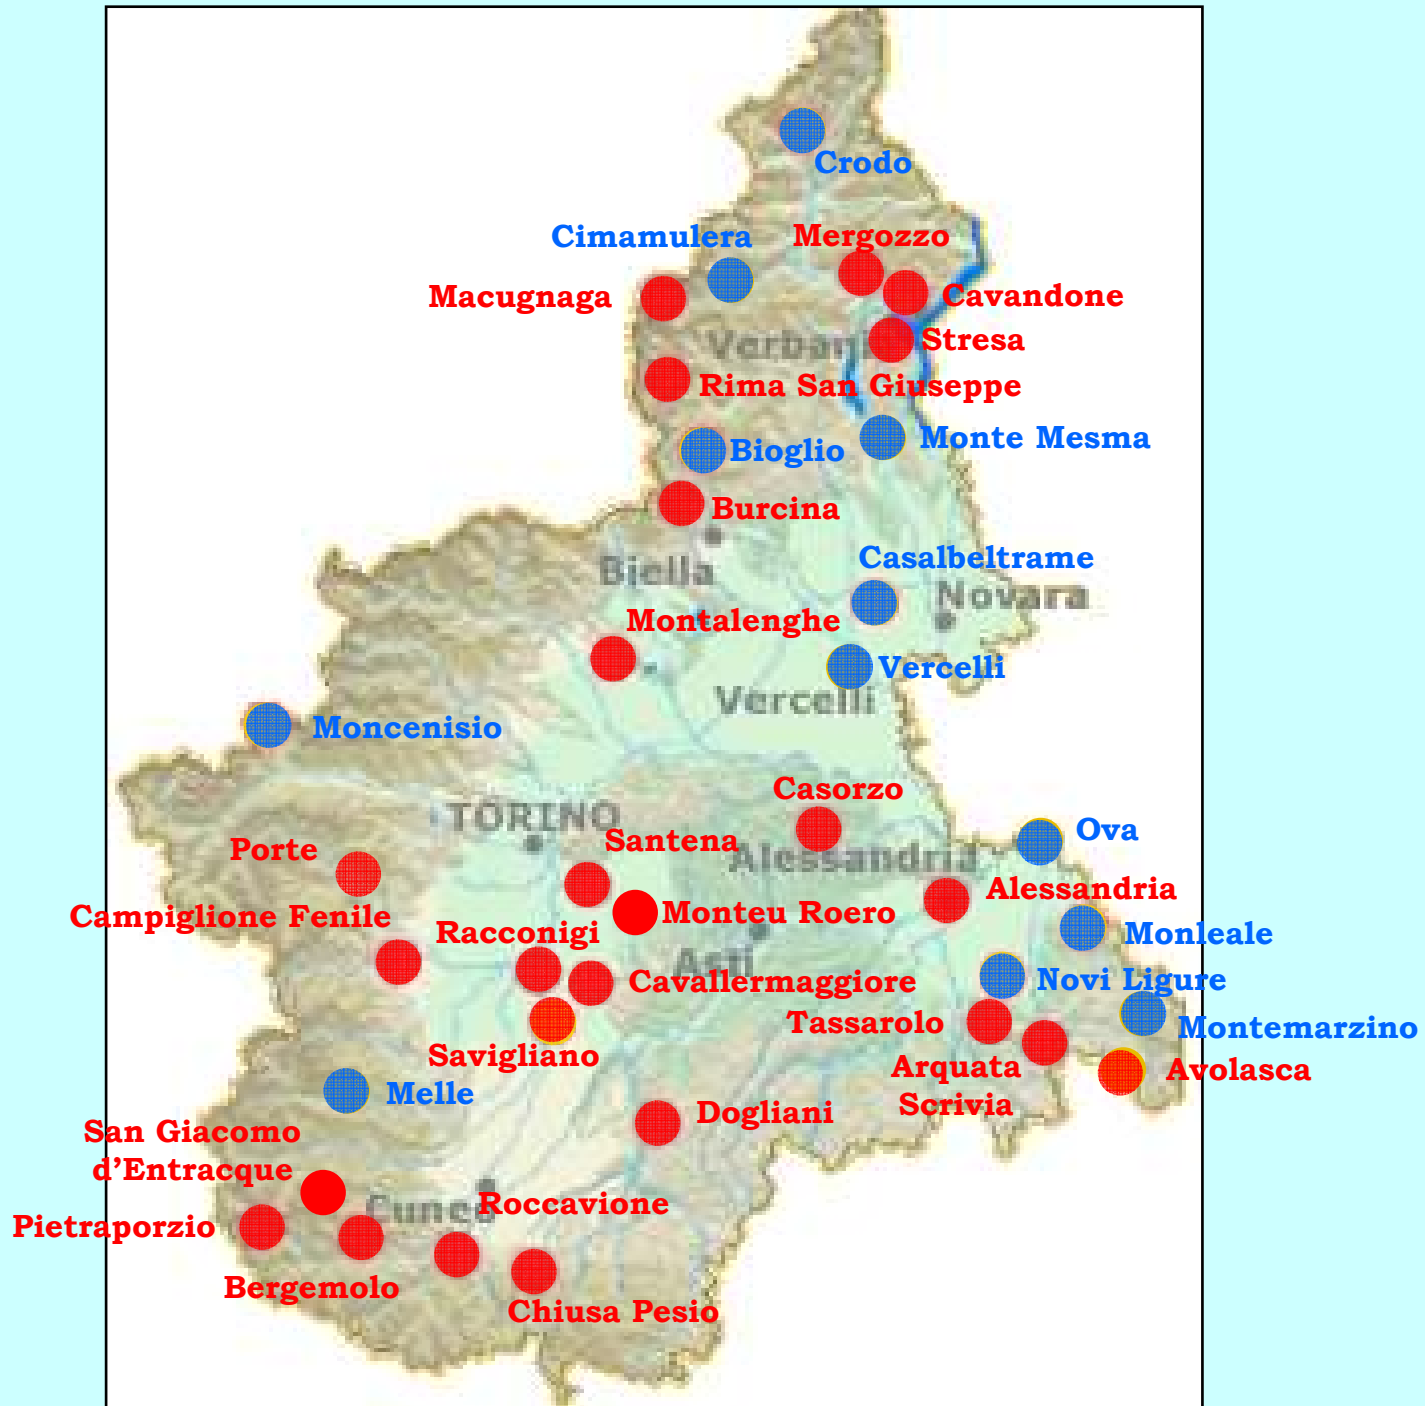 Crodo
Cimamulera
Mergozzo
Macugnaga
Cavandone
Verbani
Stresa
Rima San Giuseppe
Monte Mesma
Bioglio
Burcina
Casalbeltrame
Biella
Novara
Montalenghe
Vercelli
Vercelli
Moncenisio
Casorzo
TORINO
Ova
Santena
Porte
Alessandria
Alessandria
Campiglione Fenile
Monteu Roero
Racconigi
Monleale
Asti
Cavallermaggiore
Novi Ligure
Tassarolo
Montemarzino
Savigliano
Arquata
Scrivia
Avolasca
Melle
Dogliani
San Giacomo
d’Entracque
Cuneo
Roccavione
Pietraporzio
Bergemolo
Chiusa Pesio